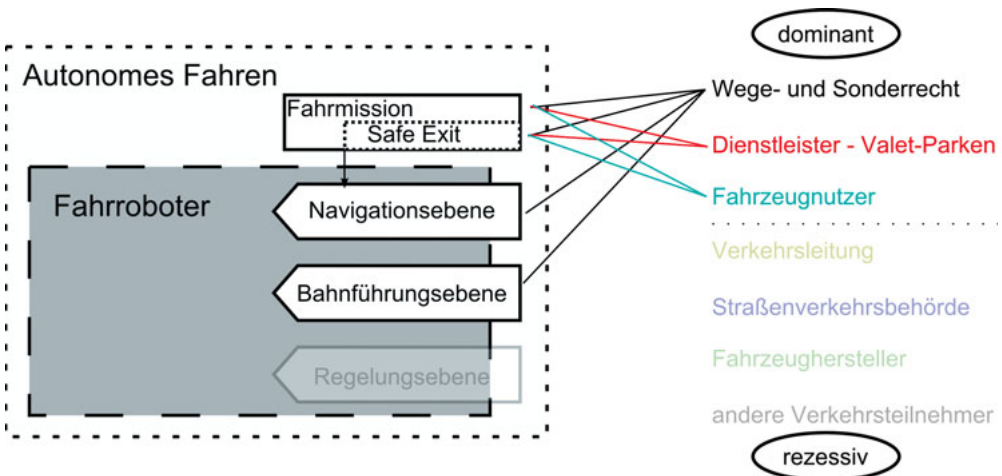 Autonomes Fahren
Fahrmission
Safe Exit
Fahrroboter
Navigationsebene
Bahnführungsebene
Regelungsebene
dominant
Wege- und Sonderrecht
Dienstleister - Valet-Parken
Fahrzeugnutzer
Verkehrsleitung
Straßenverkehrsbehörde
Fahrzeughersteller
andere Verkehrsteilnehmer
rezessiv